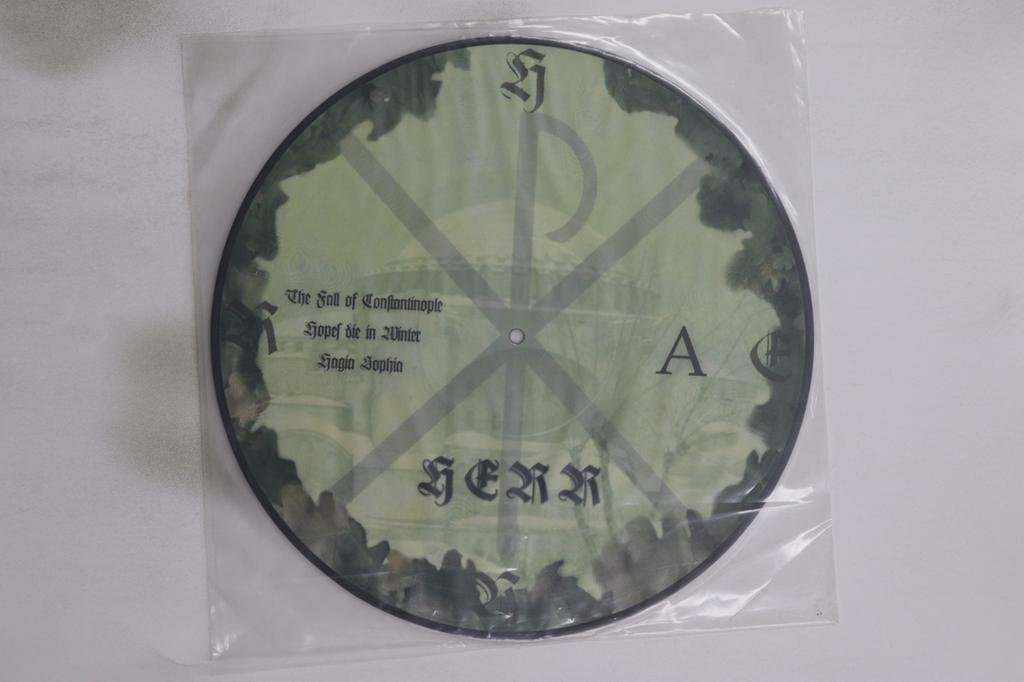 H
The Fall of Constantinople
Hopeſ die in Winter
Hagia Sophia
R
A
E
HERR
R